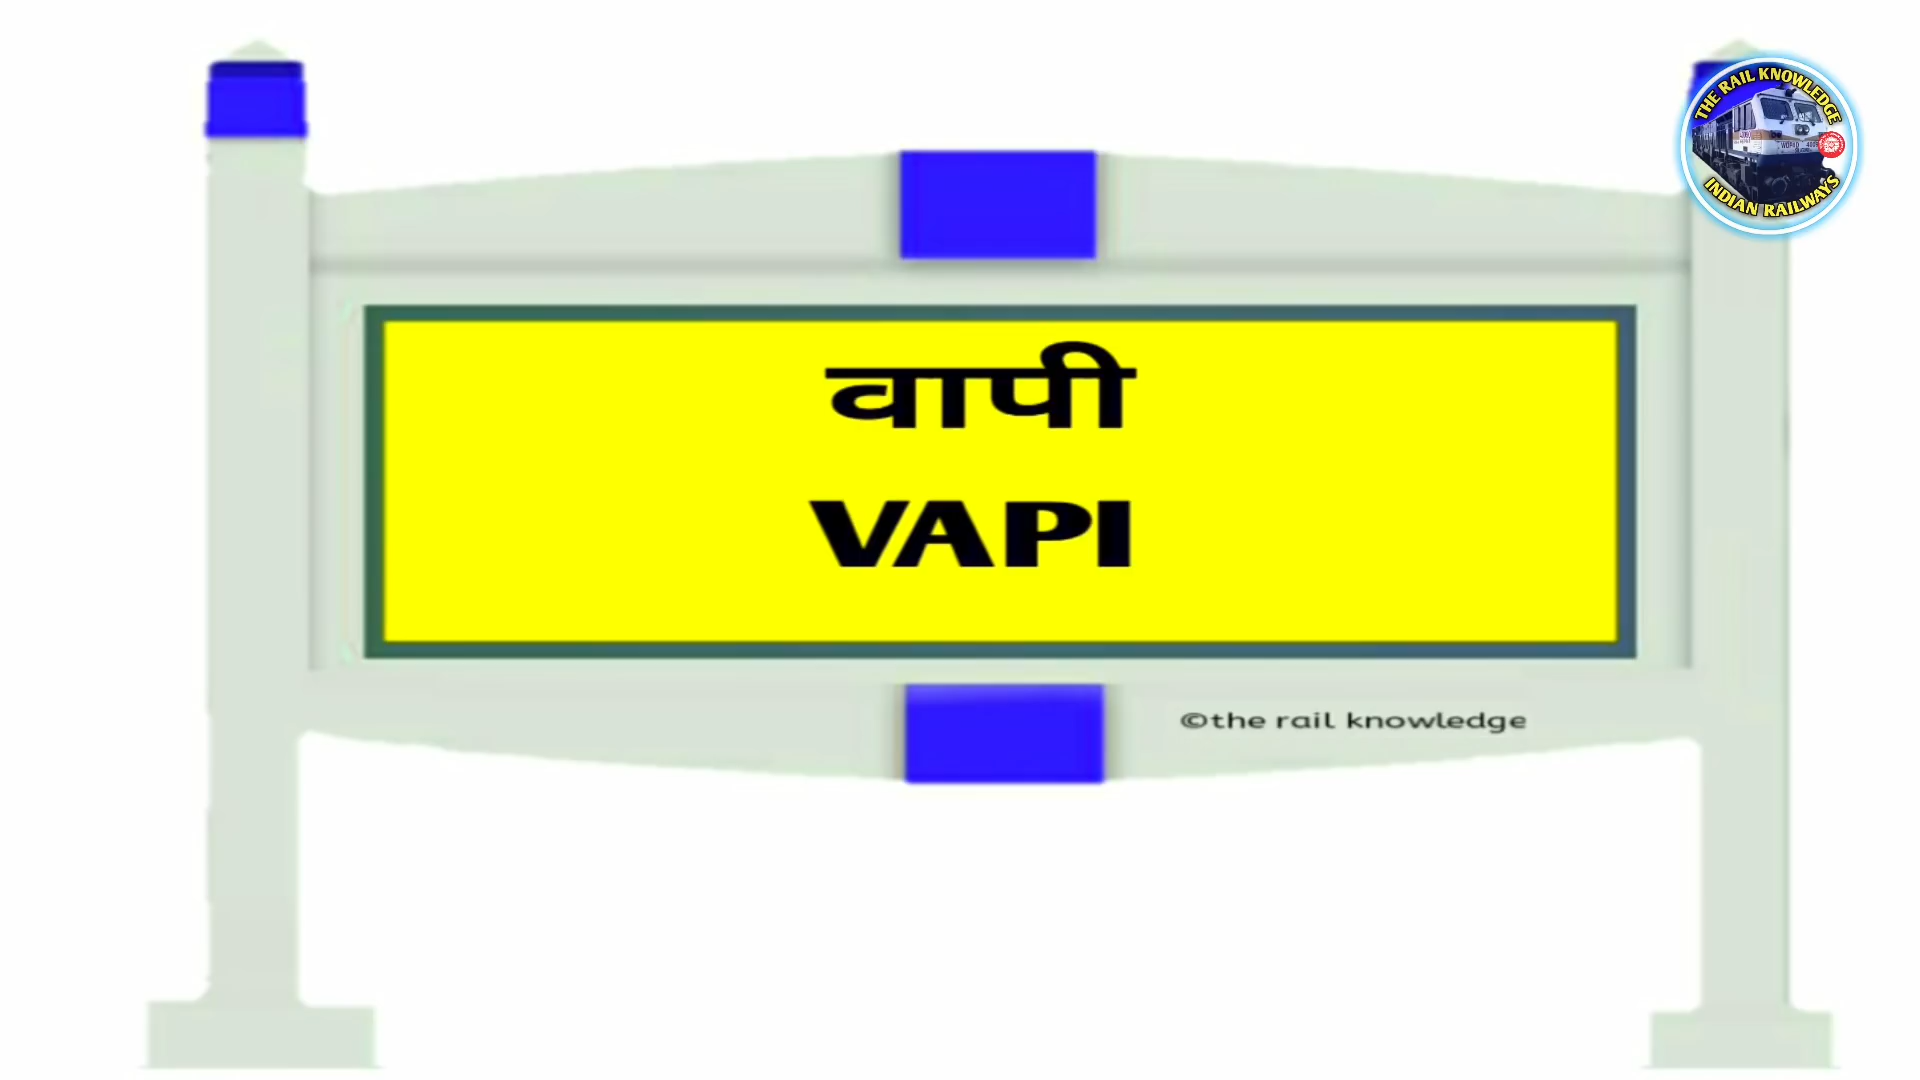 THE RAIL KNOWLEDGE
INDIAN RAILWAYS
वापी
VAPI
©the rail knowledge